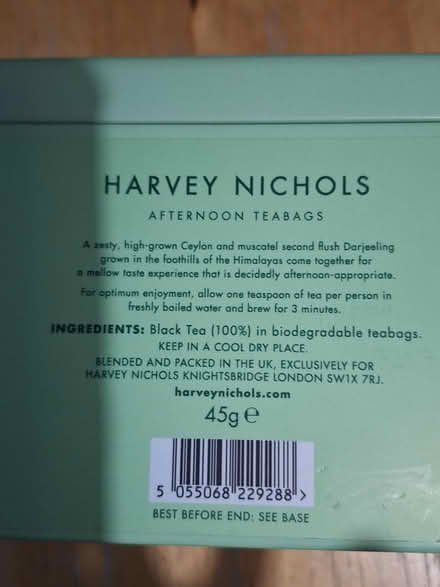 HARVEY NICHOLS
AFTERNOON TEABAGS
A zesty, high-grown Ceylon and muscatel second flush Darjeeling
grown in the foothills of the Himalayas come together for
a mellow taste experience that is decidedly afternoon-appropriate.
For optimum enjoyment, allow one teaspoon of tea per person in
freshly boiled water and brew for 3 minutes.
INGREDIENTS: Black Tea (100%) in biodegradable teabags.
KEEP IN A COOL DRY PLACE.
BLENDED AND PACKED IN THE UK, EXCLUSIVELY FOR
HARVEY NICHOLS KNIGHTSBRIDGE LONDON SW1X 7RJ.
harveynichols.com
45g ℮
5 055068 229288 >
BEST BEFORE END: SEE BASE